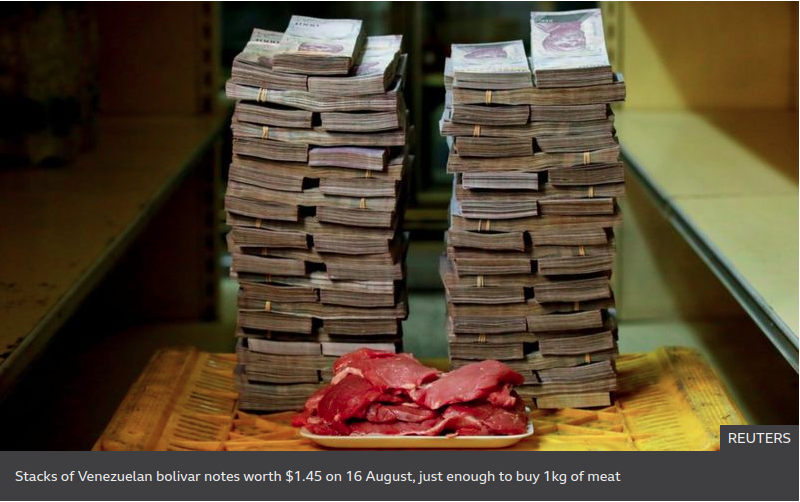 REUTERS
Stacks of Venezuelan bolivar notes worth $1.45 on 16 August, just enough to buy 1kg of meat